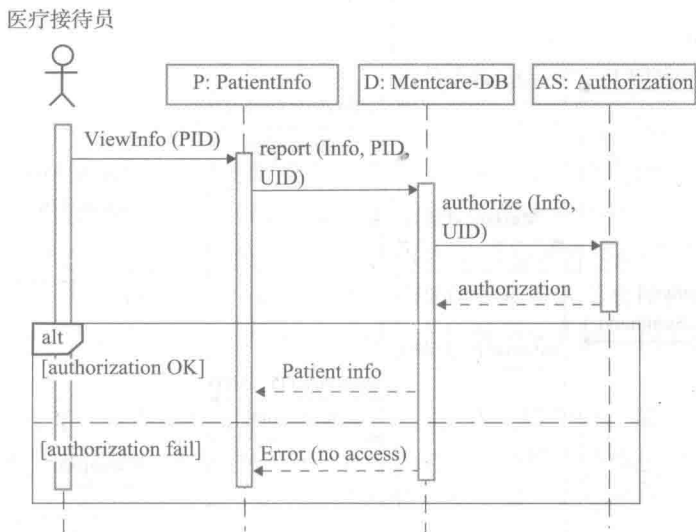 医疗接待员
P: PatientInfo
D: Mentcare-DB
AS: Authorization
ViewInfo (PID)
report (Info, PID,
UID)
authorize (Info,
UID)
authorization
alt
[authorization OK]
Patient info
[authorization fail]
Error (no access)